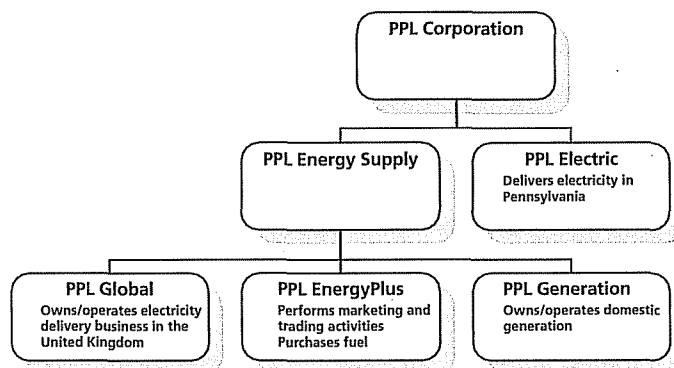 PPL Corporation
PPL Energy Supply
PPL Electric
Delivers electricity in
Pennsylvania
PPL Global
Owns/operates electricity
delivery business in the
United Kingdom
PPL EnergyPlus
Performs marketing and
trading activities
Purchases fuel
PPL Generation
Owns/operates domestic
generation